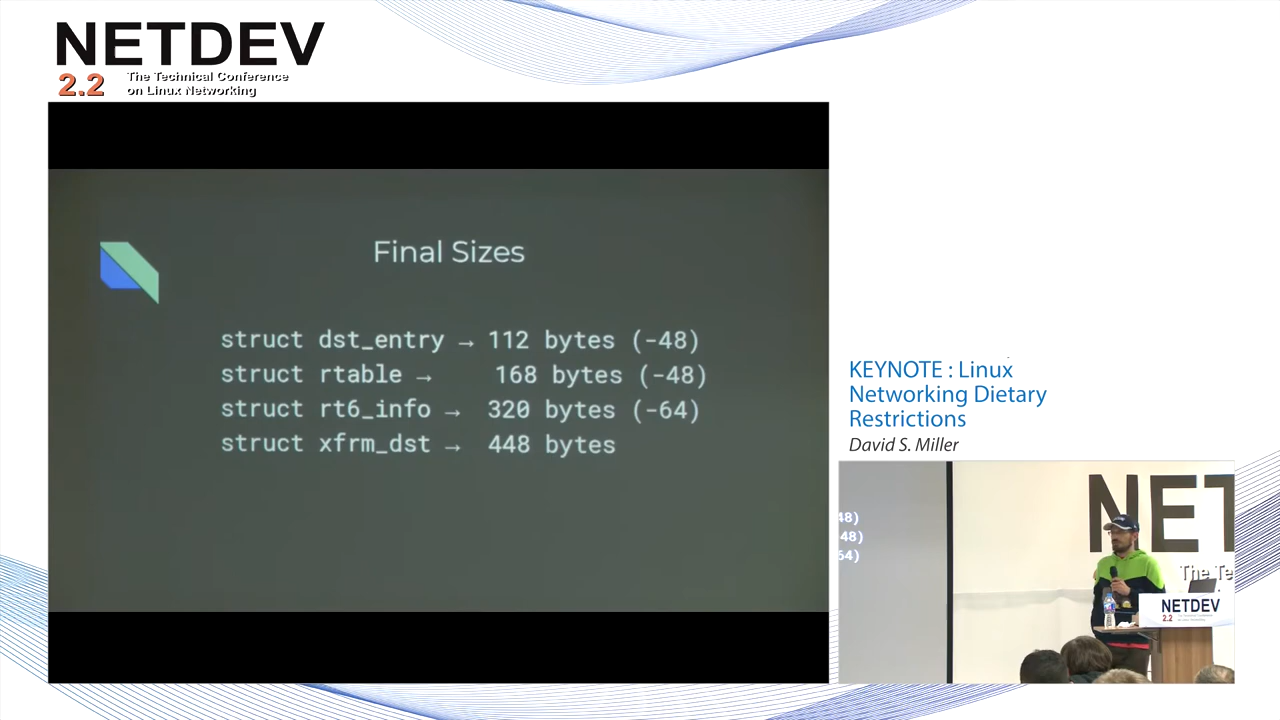 NETDEV
2.2 The Technical Conference
on Linux Networking
Final Sizes
struct dst_entry → 112 bytes (-48)
struct rtable → 168 bytes (-48)
struct rt6_info → 320 bytes (-64)
struct xfrm_dst → 448 bytes
KEYNOTE : Linux
Networking Dietary
Restrictions
David S. Miller
48)
48)
64)
NET
The Te
NETDEV
2.2